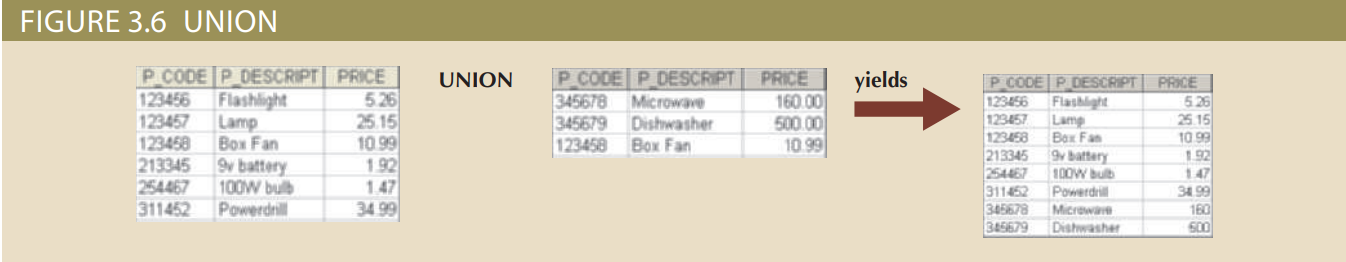 FIGURE 3.6 UNION
P_CODE P_DESCRIPT PRICE
123456 Flashlight 5.26
123457 Lamp 25.15
123458 Box Fan 10.99
213345 9v battery 1.92
254467 100W bulb 1.47
311452 Powerdrill 34.99
UNION
P_CODE P_DESCRIPT PRICE
345678 Microwave 160.00
345679 Dishwasher 500.00
123458 Box Fan 10.99
yields
P_CODE P_DESCRIPT PRICE
123456 Flashlight 5.26
123457 Lamp 25.15
123458 Box Fan 10.99
213345 9v battery 1.92
254467 100W bulb 1.47
311452 Powerdrill 34.99
345678 Microwave 160
345679 Dishwasher 500